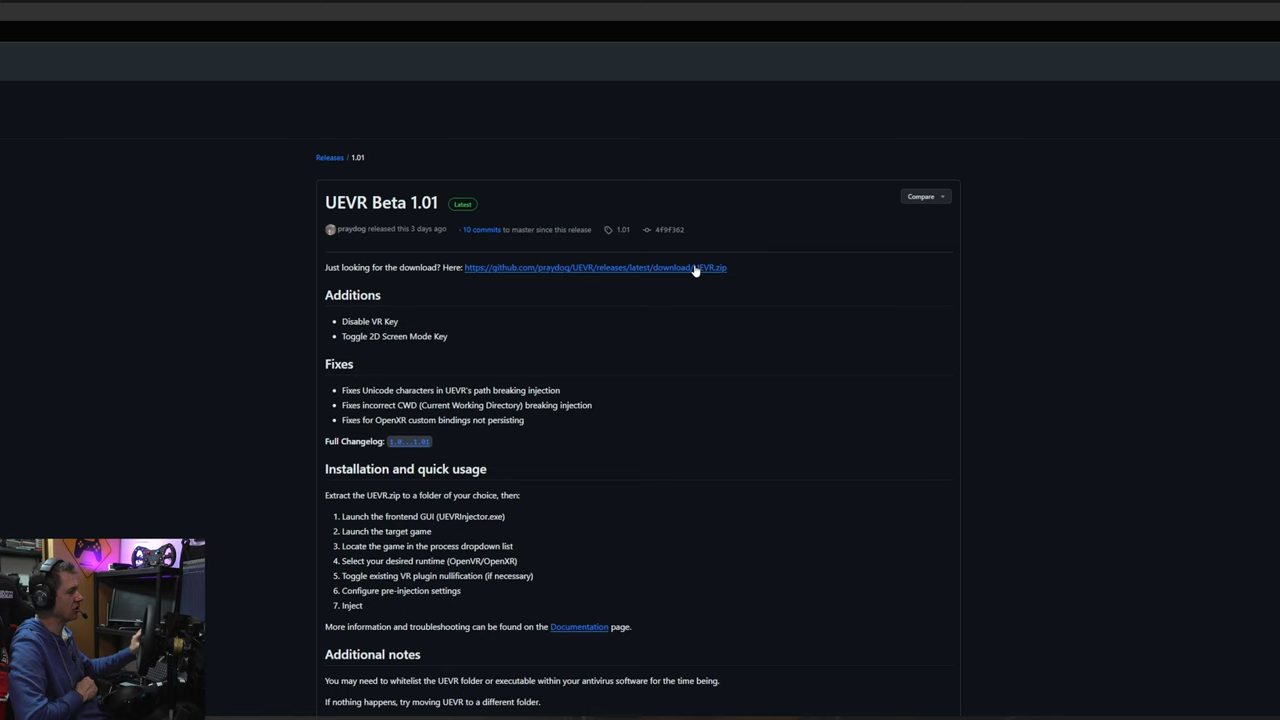 Releases / 1.01
UEVR Beta 1.01 Latest
Compare
praydog released this 3 days ago · 10 commits to master since this release 1.01 4f9f362
Just looking for the download? Here: https://github.com/praydog/UEVR/releases/latest/download/UEVR.zip
Additions
• Disable VR Key
• Toggle 2D Screen Mode Key
Fixes
• Fixes Unicode characters in UEVR's path breaking injection
• Fixes incorrect CWD (Current Working Directory) breaking injection
• Fixes for OpenXR custom bindings not persisting
Full Changelog: 1.0...1.01
Installation and quick usage
Extract the UEVR.zip to a folder of your choice, then:
1. Launch the frontend GUI (UEVRInjector.exe)
2. Launch the target game
3. Locate the game in the process dropdown list
4. Select your desired runtime (OpenVR/OpenXR)
5. Toggle existing VR plugin nullification (if necessary)
6. Configure pre-injection settings
7. Inject
More information and troubleshooting can be found on the Documentation page.
Additional notes
You may need to whitelist the UEVR folder or executable within your antivirus software for the time being.
If nothing happens, try moving UEVR to a different folder.